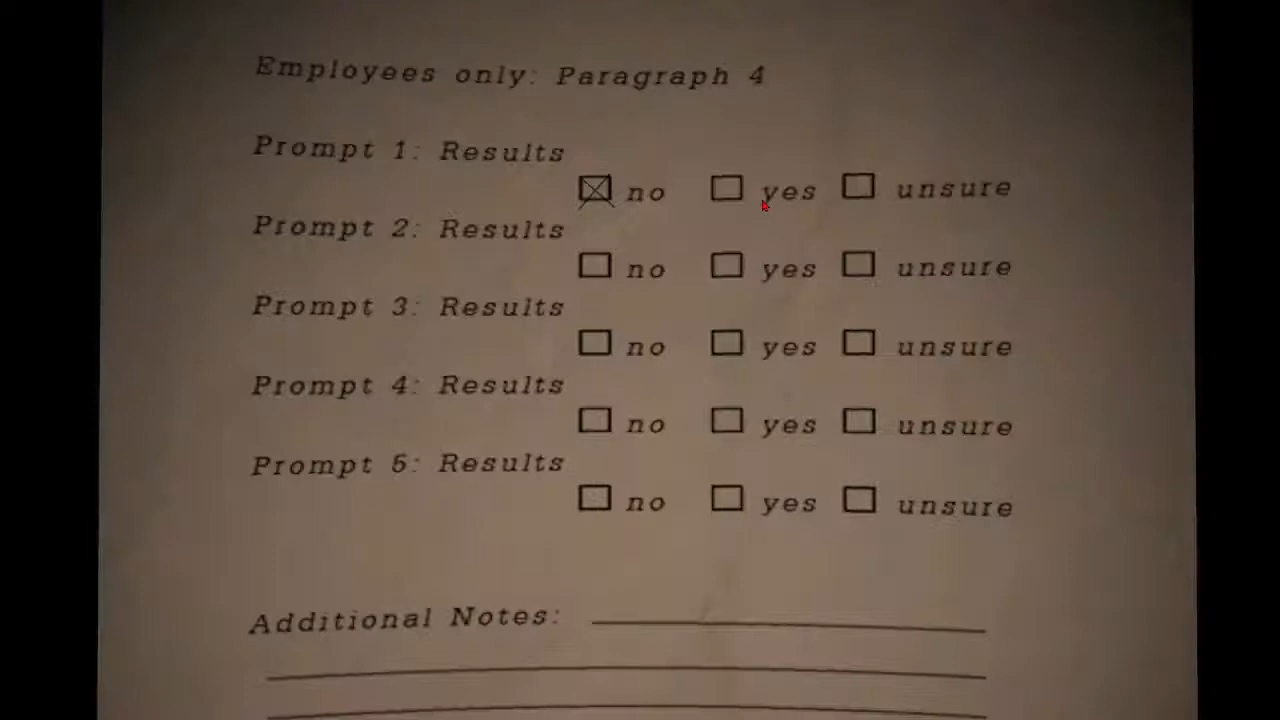 Employees only: Paragraph 4
Prompt 1: Results
no yes unsure
Prompt 2: Results
no yes unsure
Prompt 3: Results
no yes unsure
Prompt 4: Results
no yes unsure
Prompt 5: Results
no yes unsure
Additional Notes: